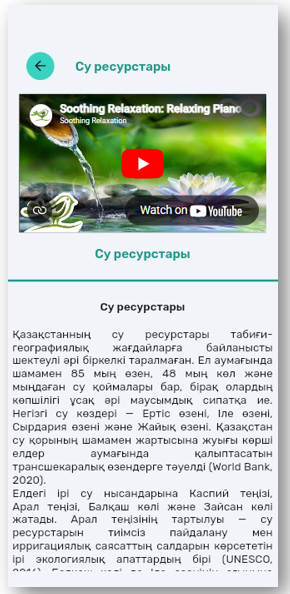 Су ресурстары
Soothing Relaxation: Relaxing Piano
Soothing Relaxation
Watch on YouTube
Су ресурстары
Су ресурстары
Қазақстанның су ресурстары табиғи-
географиялық жағдайларға байланысты
шектеулі әрі біркелкі таралмаған. Ел аумағында
шамамен 85 мың өзен, 48 мың көл және
мыңдаған су қоймалары бар, бірақ олардың
көпшілігі ұсақ әрі маусымдық сипатқа ие.
Негізгі су көздері — Ертіс өзені, Іле өзені,
Сырдария өзені және Жайық өзені. Қазақстан
су қорының шамамен жартысына жуығы көрші
елдер аумағында қалыптасатын
трансшекаралық өзендерге тәуелді (World Bank,
2020).
Елдегі ірі су нысандарына Каспий теңізі,
Арал теңізі, Балқаш көлі және Зайсан көлі
жатады. Арал теңізінің тартылуы — су
ресурстарын тиімсіз пайдалану мен
ирригациялық саясаттың салдарын көрсететін
ірі экологиялық апаттардың бірі (UNESCO,